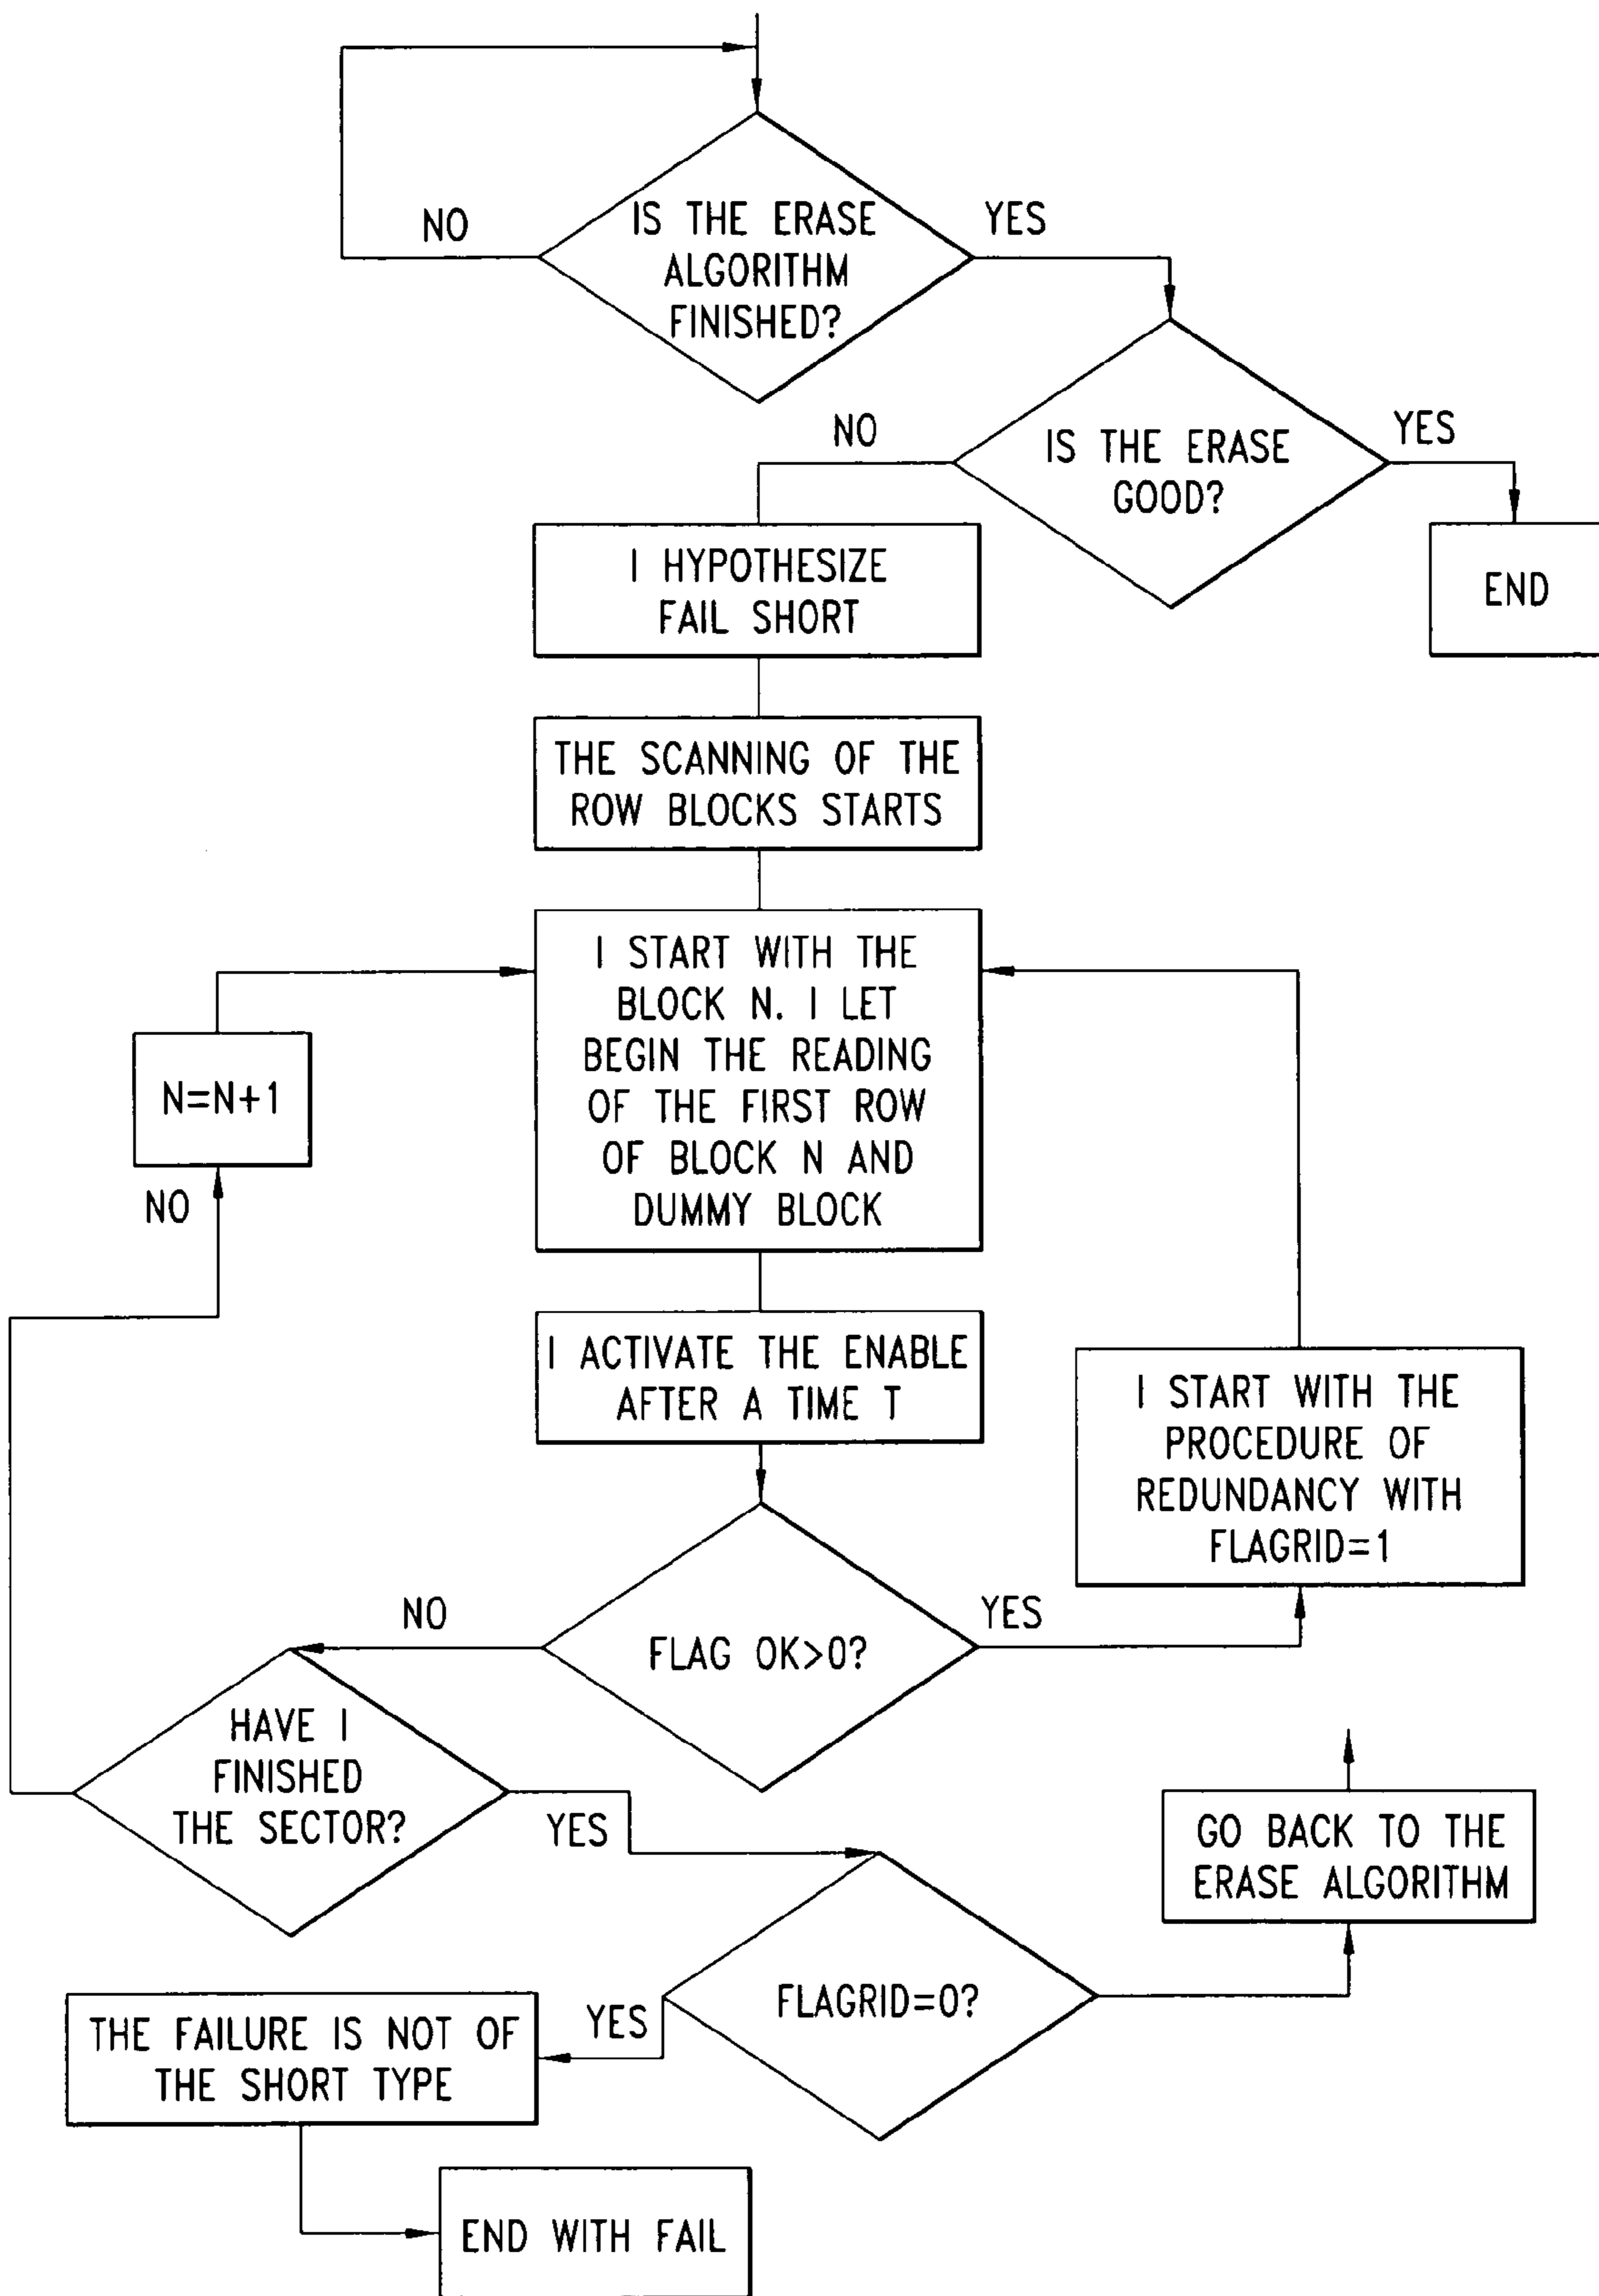 NO
IS THE ERASE
ALGORITHM
FINISHED?
YES
NO
IS THE ERASE
GOOD?
YES
I HYPOTHESIZE
FAIL SHORT
END
THE SCANNING OF THE
ROW BLOCKS STARTS
I START WITH THE
BLOCK N. I LET
BEGIN THE READING
OF THE FIRST ROW
OF BLOCK N AND
DUMMY BLOCK
N=N+1
NO
I ACTIVATE THE ENABLE
AFTER A TIME T
I START WITH THE
PROCEDURE OF
REDUNDANCY WITH
FLAGRID=1
NO
FLAG OK>0?
YES
HAVE I
FINISHED
THE SECTOR?
YES
GO BACK TO THE
ERASE ALGORITHM
FLAGRID=0?
YES
THE FAILURE IS NOT OF
THE SHORT TYPE
END WITH FAIL